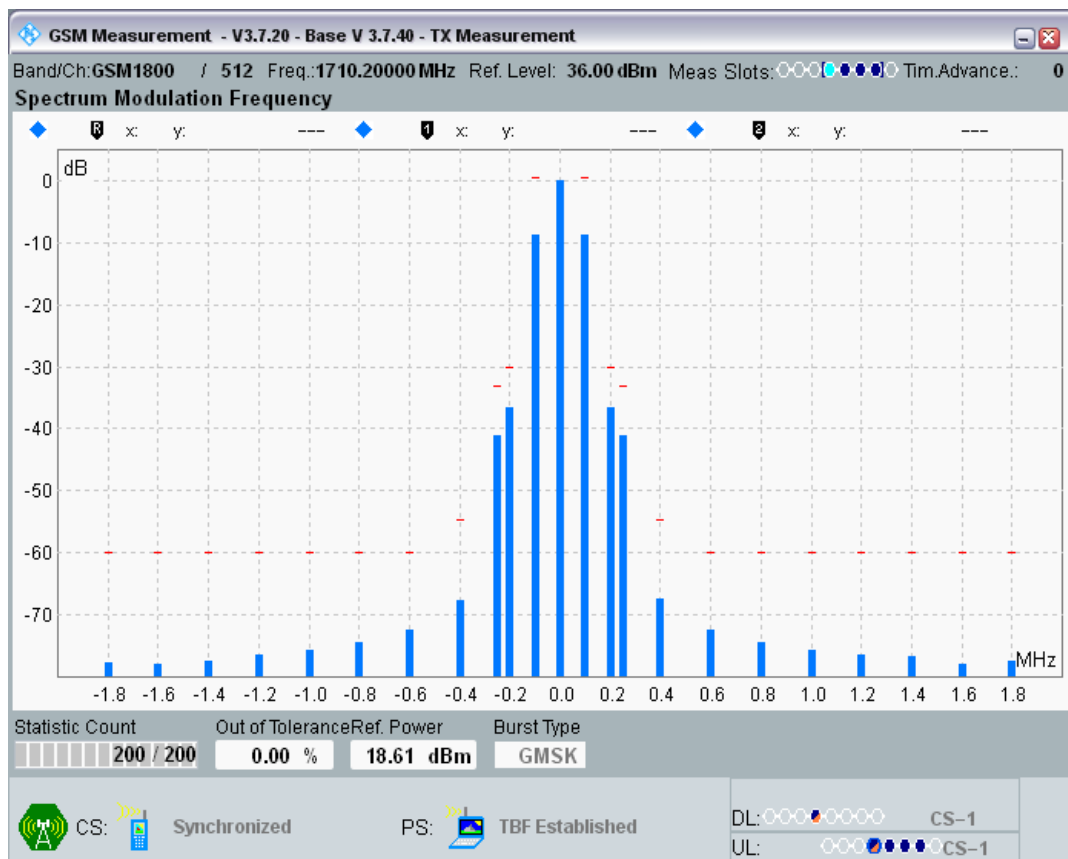 GSM Measurement - V3.7.20 - Base V 3.7.40 - TX Measurement
Band/Ch:GSM1800 / 512 Freq.:1710.20000 MHz Ref. Level: 36.00 dBm Meas Slots: Tim.Advance.: 0
Spectrum Modulation Frequency
R x: y: --- 1 x: y: --- 2 x: y: ---
dB
0
-10
-20
-30
-40
-50
-60
-70
MHz
-1.8 -1.6 -1.4 -1.2 -1.0 -0.8 -0.6 -0.4 -0.2 0.0 0.2 0.4 0.6 0.8 1.0 1.2 1.4 1.6 1.8
Statistic Count Out of Tolerance Ref. Power Burst Type
200 / 200 0.00 % 18.61 dBm GMSK
CS: Synchronized PS: TBF Established
DL: CS-1
UL: CS-1